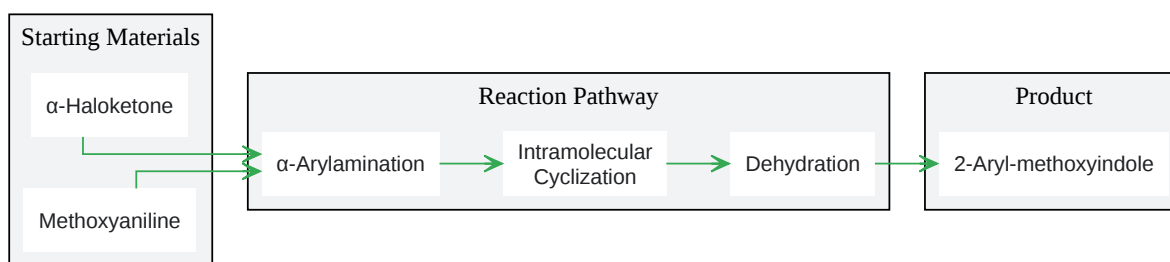 Starting Materials
α-Haloketone
Methoxyaniline
Reaction Pathway
α-Arylamination
Intramolecular
Cyclization
Dehydration
Product
2-Aryl-methoxyindole